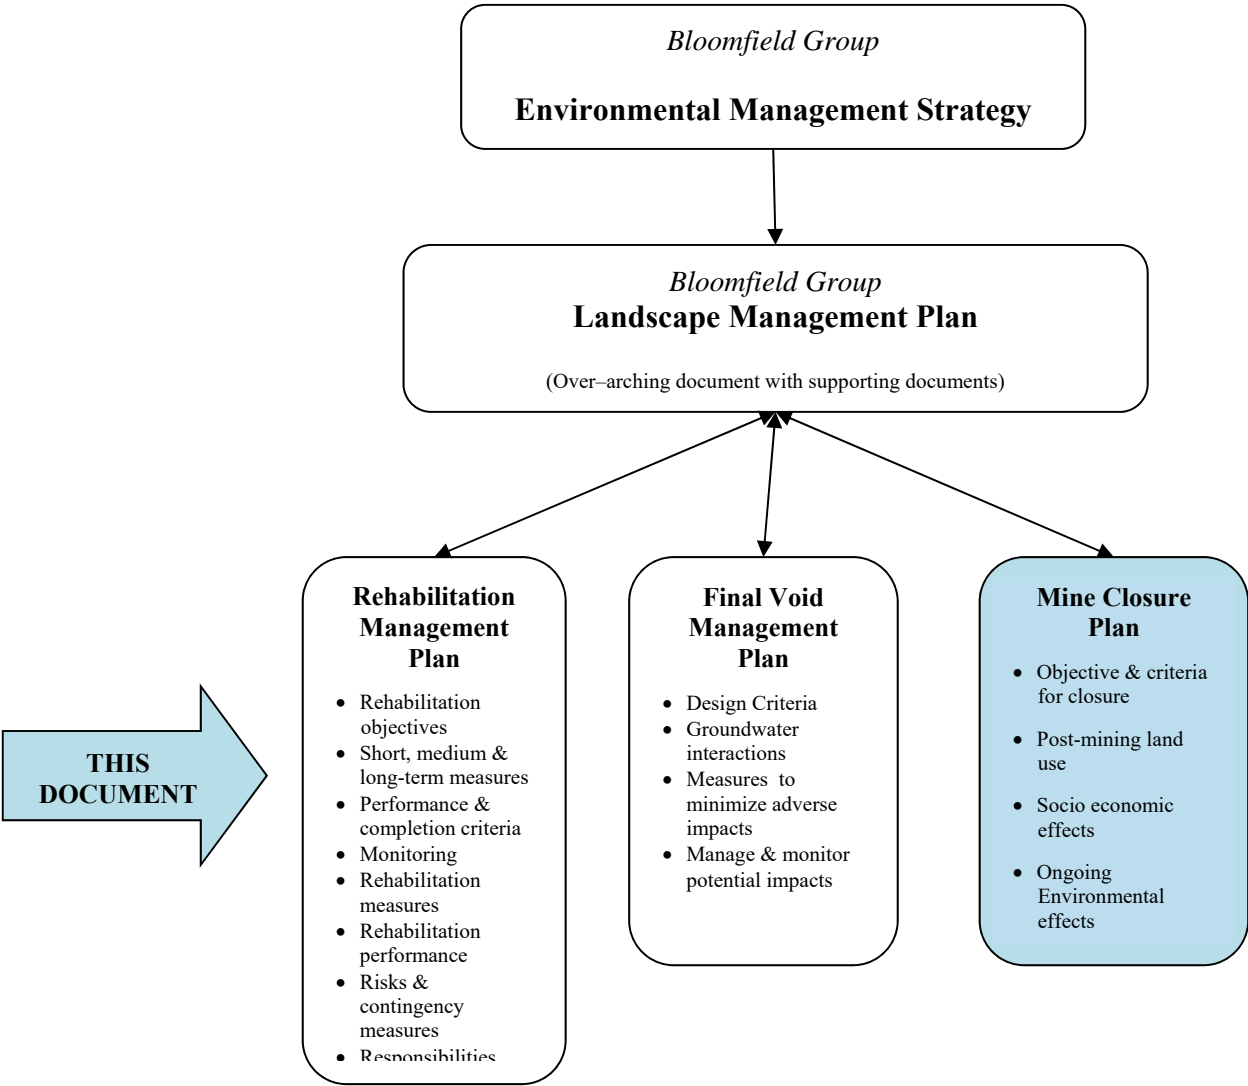 Bloomfield Group
Environmental Management Strategy
Bloomfield Group
Landscape Management Plan
(Over–arching document with supporting documents)
THIS
DOCUMENT
Rehabilitation
Management
Plan
• Rehabilitation
objectives
• Short, medium &
long-term measures
• Performance &
completion criteria
• Monitoring
• Rehabilitation
measures
• Rehabilitation
performance
• Risks &
contingency
measures
• Responsibilities
Final Void
Management
Plan
• Design Criteria
• Groundwater
interactions
• Measures to
minimize adverse
impacts
• Manage & monitor
potential impacts
Mine Closure
Plan
• Objective & criteria
for closure
• Post-mining land
use
• Socio economic
effects
• Ongoing
Environmental
effects